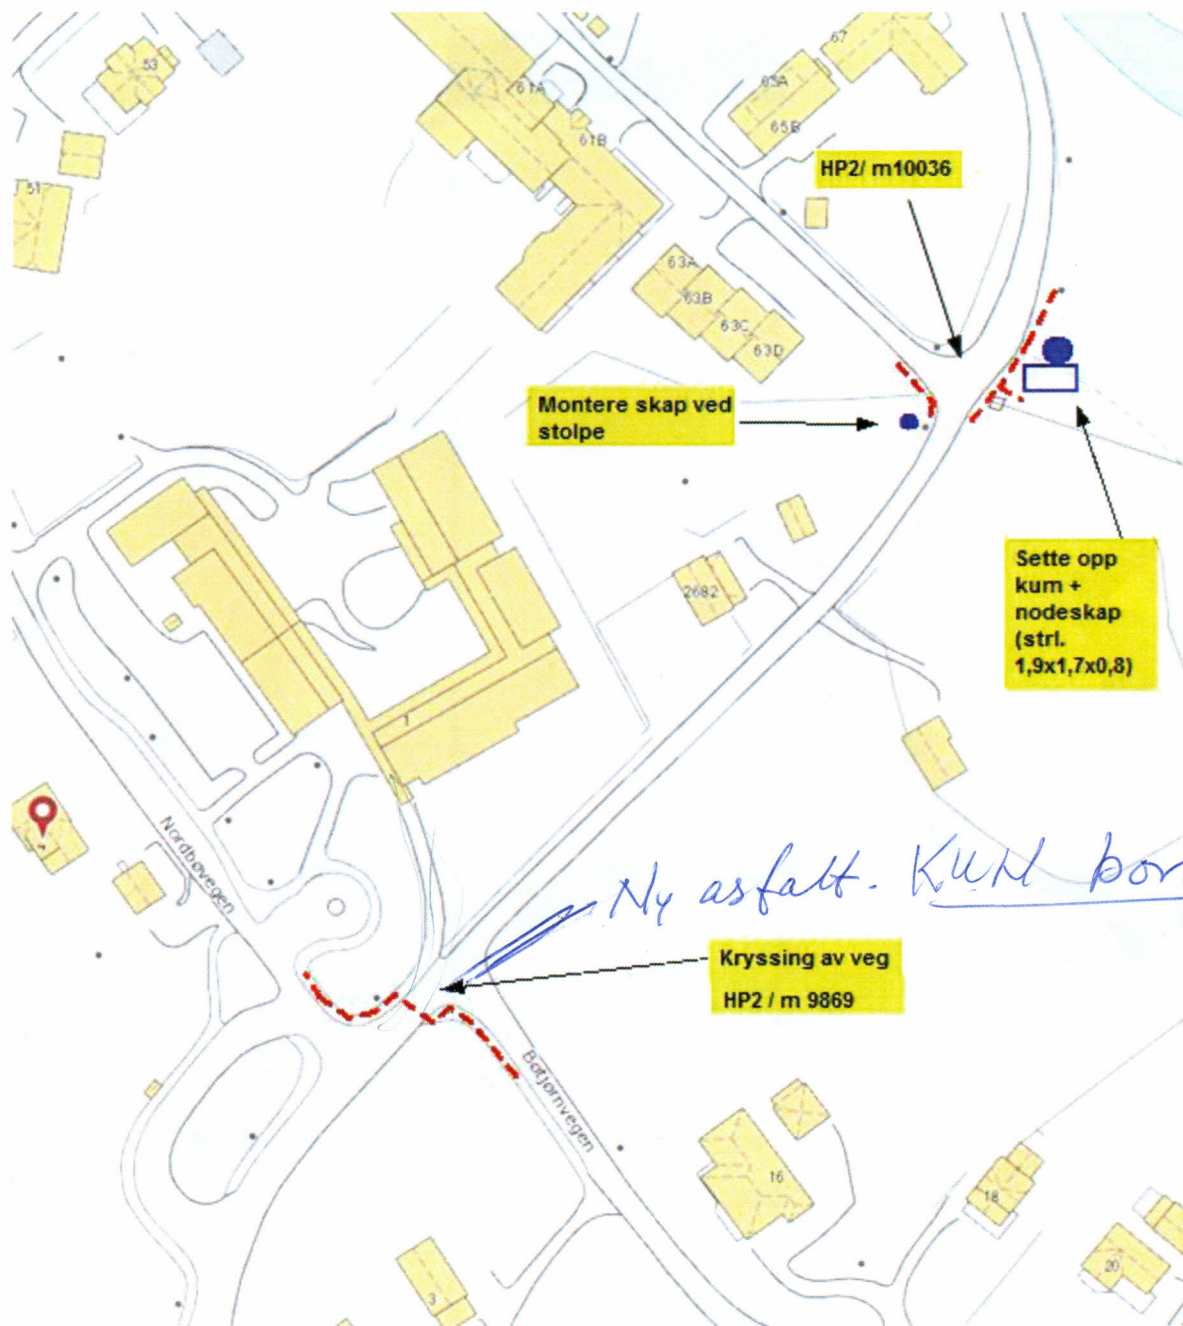 53
61A
67
65A
65B
61B
51
HP2/ m10036
63A
63B
63C
63D
Montere skap ved
stolpe
Sette opp
kum +
nodeskap
(strl.
1,9x1,7x0,8)
2682
Nordbøvegen
Ny asfalt. KUN bor
Kryssing av veg
HP2 / m 9869
Bøtjørnvegen
16
18
20
3